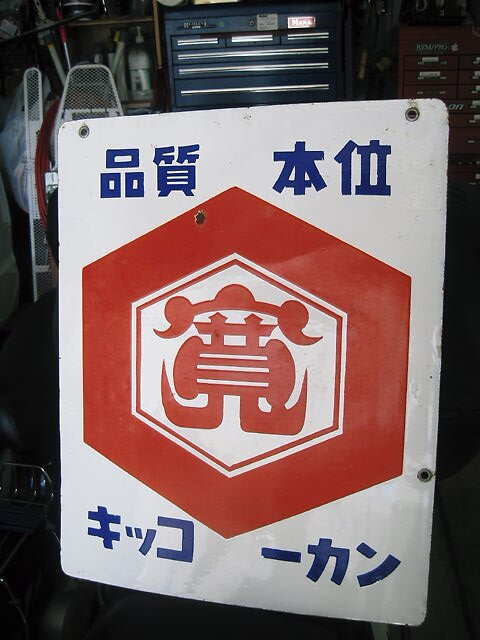 品質 本位
キッコ ーカン